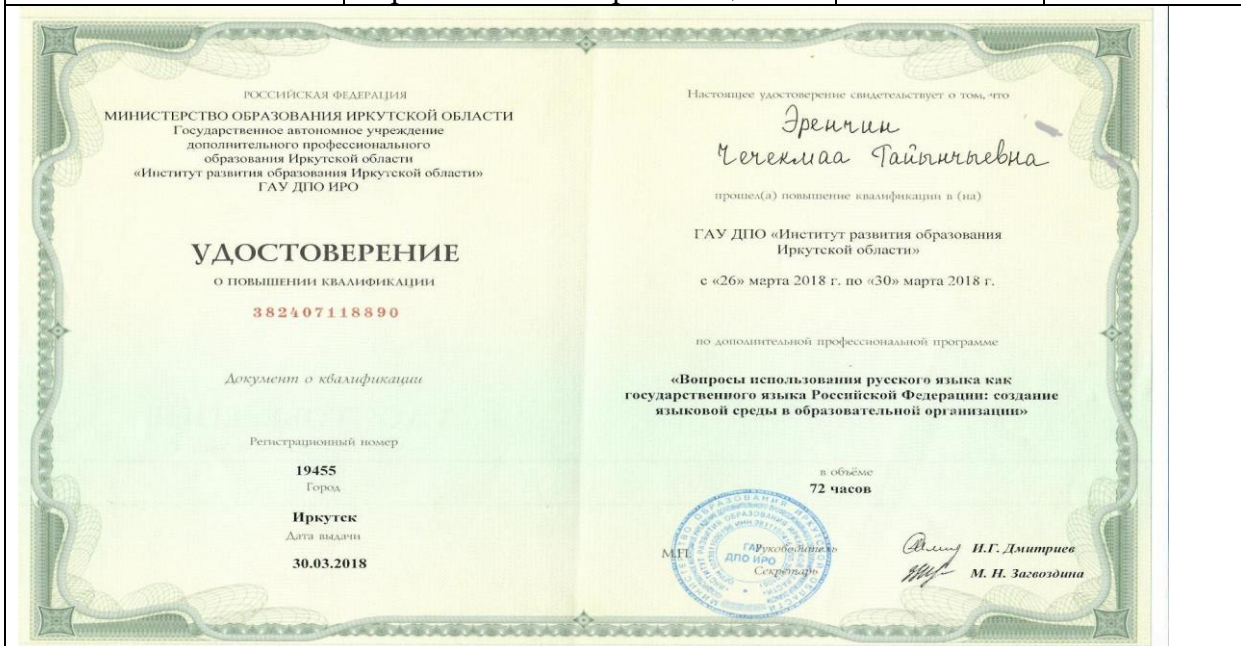 РОССИЙСКАЯ ФЕДЕРАЦИЯ
МИНИСТЕРСТВО ОБРАЗОВАНИЯ ИРКУТСКОЙ ОБЛАСТИ
Государственное автономное учреждение
дополнительного профессионального
образования Иркутской области
«Институт развития образования Иркутской области»
ГАУ ДПО ИРО
УДОСТОВЕРЕНИЕ
О ПОВЫШЕНИИ КВАЛИФИКАЦИИ
382407118890
Документ о квалификации
Регистрационный номер
19455
Город
Иркутск
Дата выдачи
30.03.2018
Настоящее удостоверение свидетельствует о том, что
Эренчин
Чечекмаа Тайынчыевна
прошел(а) повышение квалификации в (на)
ГАУ ДПО «Институт развития образования
Иркутской области»
с «26» марта 2018 г. по «30» марта 2018 г.
по дополнительной профессиональной программе
«Вопросы использования русского языка как
государственного языка Российской Федерации: создание
языковой среды в образовательной организации»
в объёме
72 часов
М.П.
Руководитель И.Г. Дмитриев
Секретарь М. Н. Загвоздина
ГАУ
ДПО ИРО